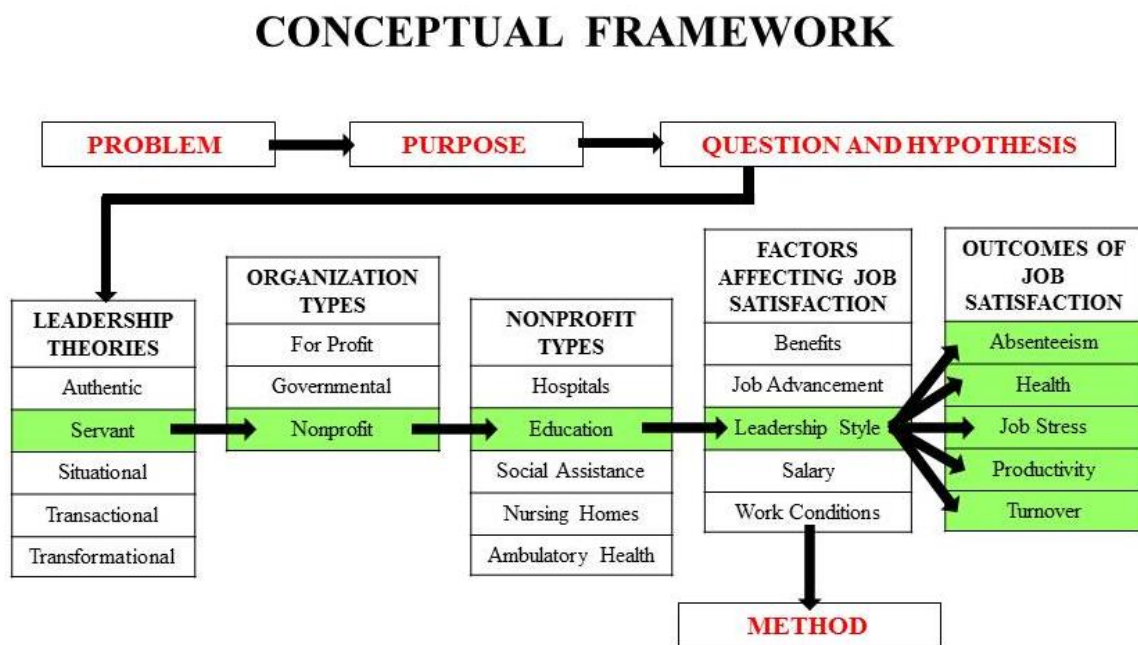 CONCEPTUAL FRAMEWORK
PROBLEM
PURPOSE
QUESTION AND HYPOTHESIS
LEADERSHIP
THEORIES
Authentic
Servant
Situational
Transactional
Transformational
ORGANIZATION
TYPES
For Profit
Governmental
Nonprofit
NONPROFIT
TYPES
Hospitals
Education
Social Assistance
Nursing Homes
Ambulatory Health
FACTORS
AFFECTING JOB
SATISFACTION
Benefits
Job Advancement
Leadership Style
Salary
Work Conditions
OUTCOMES OF
JOB
SATISFACTION
Absenteeism
Health
Job Stress
Productivity
Turnover
METHOD